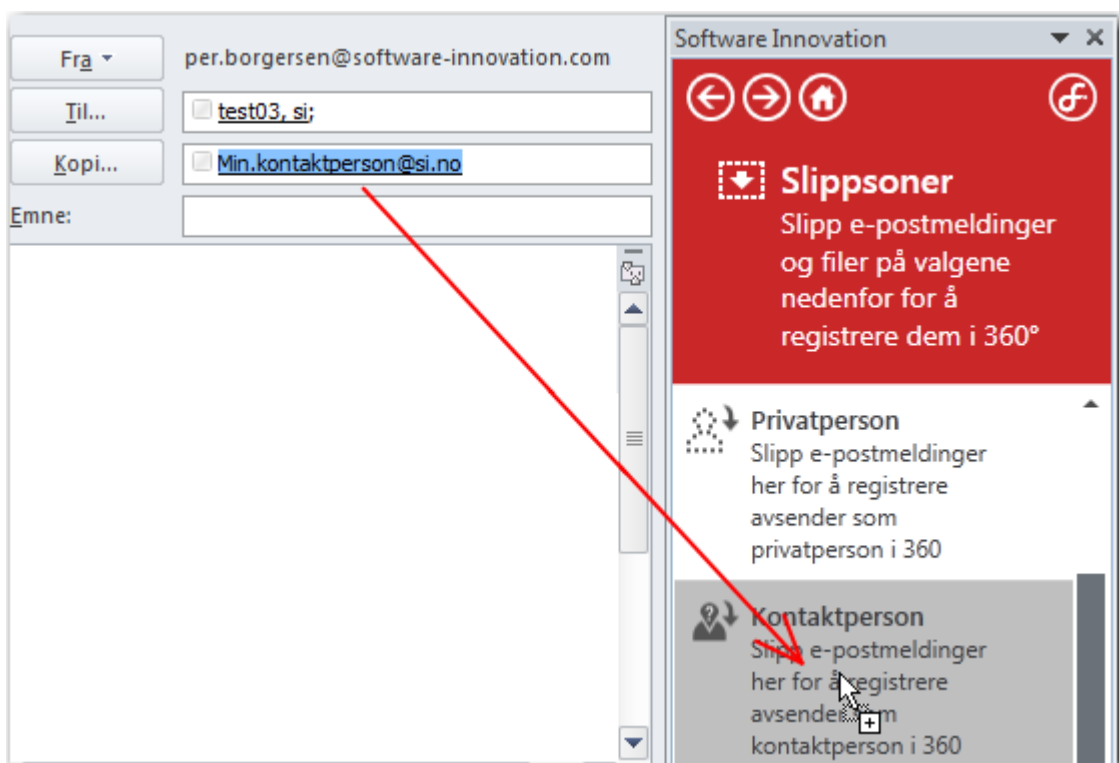 Fra
per.borgersen@software-innovation.com
Til...
test03, si;
Kopi...
Min.kontaktperson@si.no
Emne:
Software Innovation
Slippsoner
Slipp e-postmeldinger
og filer på valgene
nedenfor for å
registrere dem i 360°
Privatperson
Slipp e-postmeldinger
her for å registrere
avsender som
privatperson i 360
Kontaktperson
Slipp e-postmeldinger
her for å registrere
avsender som
kontaktperson i 360